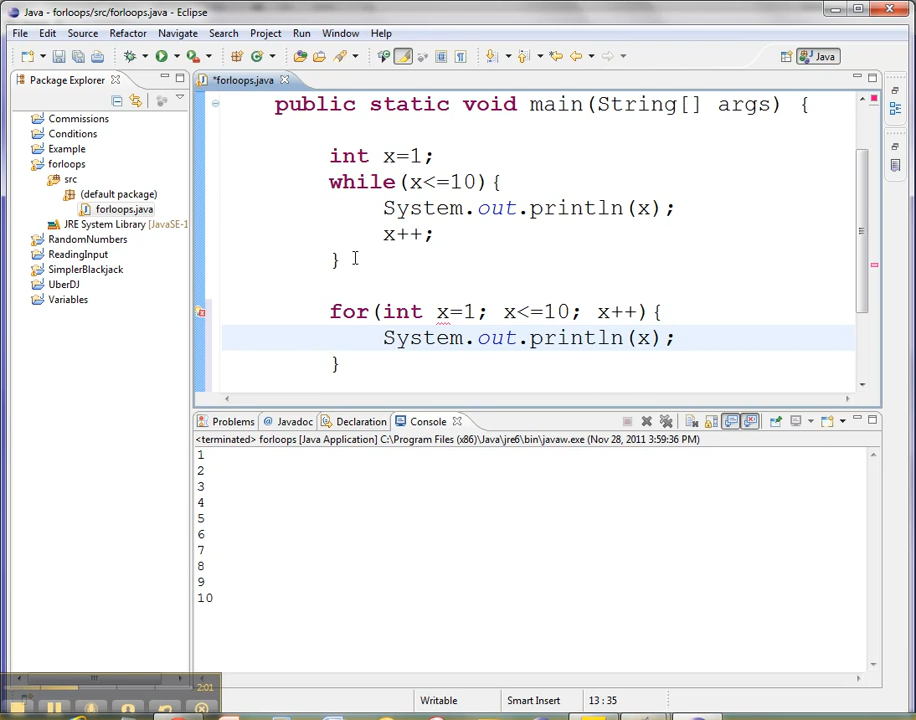 Java - forloops/src/forloops.java - Eclipse
File Edit Source Refactor Navigate Search Project Run Window Help
Java
Package Explorer
*forloops.java
Commissions
Conditions
Example
forloops
src
(default package)
forloops.java
JRE System Library [JavaSE-1
RandomNumbers
ReadingInput
SimplerBlackjack
UberDJ
Variables
public static void main(String[] args) {
int x=1;
while(x<=10){
System.out.println(x);
x++;
}
for(int x=1; x<=10; x++){
System.out.println(x);
}
Problems @ Javadoc Declaration Console
<terminated> forloops [Java Application] C:\Program Files (x86)\Java\jre6\bin\javaw.exe (Nov 28, 2011 3:59:36 PM)
1
2
3
4
5
6
7
8
9
10
2:01
Writable Smart Insert 13 : 35